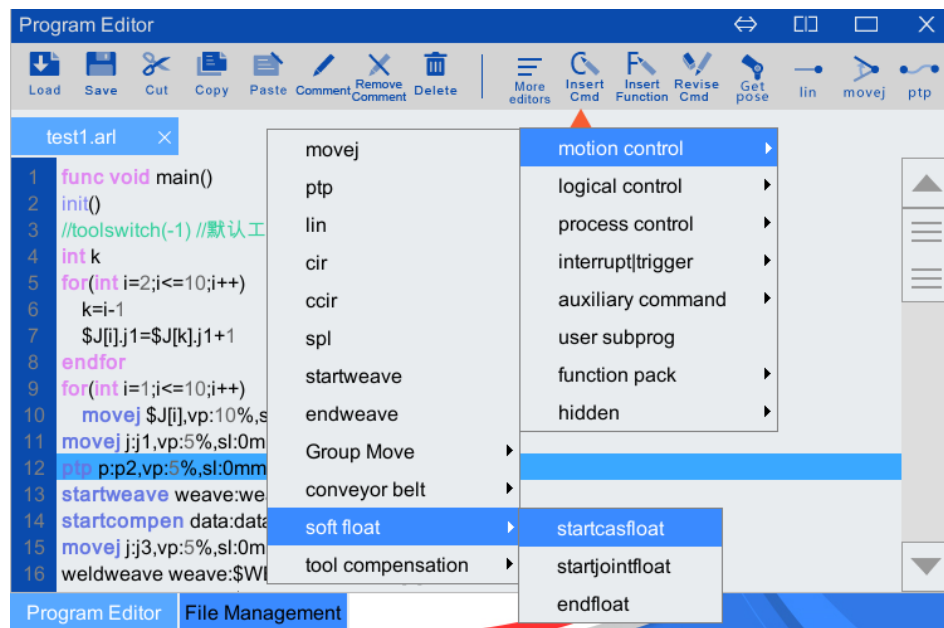 Program Editor
Load Save Cut Copy Paste Comment Remove Comment Delete More editors Insert Cmd Insert Function Revise Cmd Get pose lin movej ptp
test1.arl
1 func void main()
2 init()
3 //toolswitch(-1) //默认工
4 int k
5 for(int i=2;i<=10;i++)
6 k=i-1
7 $J[i].j1=$J[k].j1+1
8 endfor
9 for(int i=1;i<=10;i++)
10 movej $J[i],vp:10%,s
11 movej j:j1,vp:5%,sl:0m
12 ptp p:p2,vp:5%,sl:0mm
13 startweave weave:we
14 startcompen data:data
15 movej j:j3,vp:5%,sl:0m
16 weldweave weave:$W
movej
ptp
lin
cir
ccir
spl
startweave
endweave
Group Move
conveyor belt
soft float
tool compensation
motion control
logical control
process control
interrupt|trigger
auxiliary command
user subprog
function pack
hidden
startcasfloat
startjointfloat
endfloat
Program Editor File Management